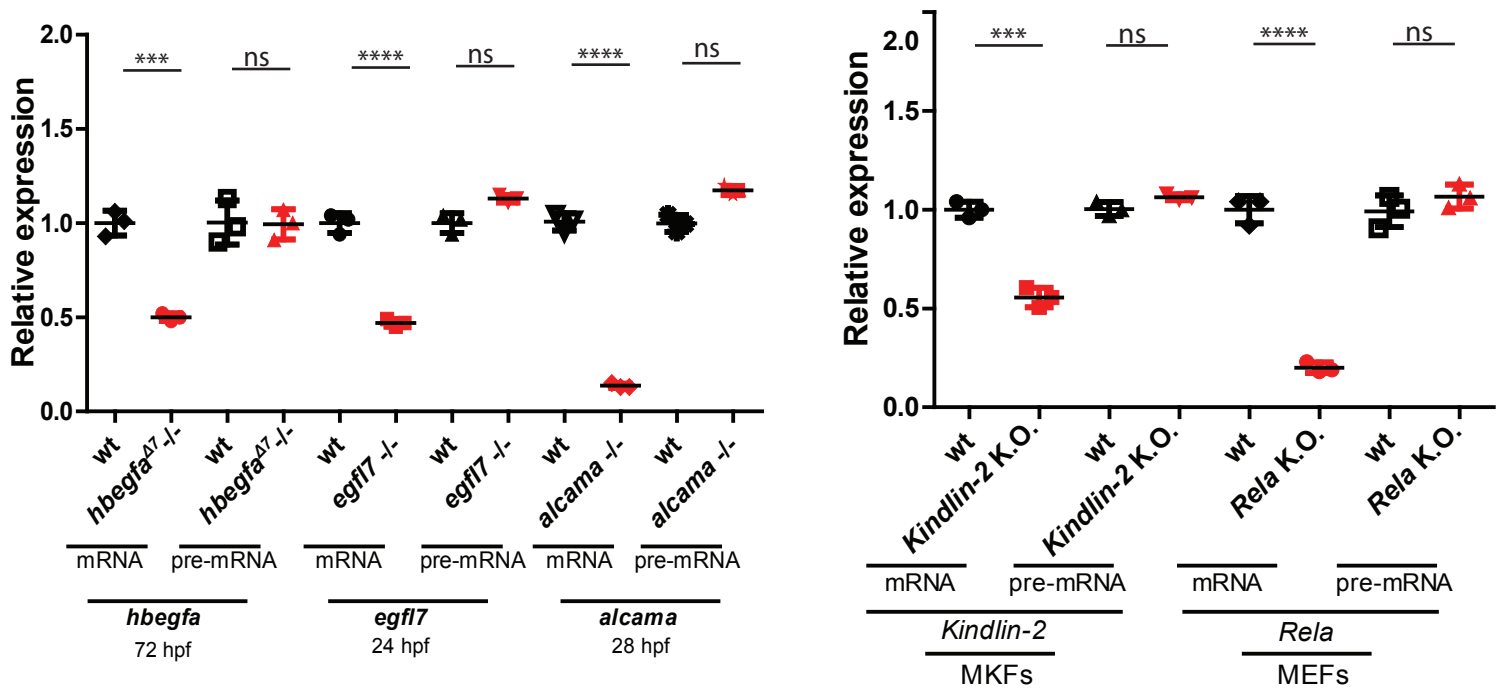 Relative expression
2.0
1.5
1.0
0.5
0.0
*** ns **** ns **** ns
wt
hbegfaΔ7 -/-
wt
hbegfaΔ7 -/-
wt
egfl7 -/-
wt
egfl7 -/-
wt
alcama -/-
wt
alcama -/-
mRNA pre-mRNA mRNA pre-mRNA mRNA pre-mRNA
hbegfa egfl7 alcama
72 hpf 24 hpf 28 hpf
Relative expression
2.0
1.5
1.0
0.5
0.0
*** ns **** ns
wt
Kindlin-2 K.O.
wt
Kindlin-2 K.O.
wt
Rela K.O.
wt
Rela K.O.
mRNA pre-mRNA mRNA pre-mRNA
Kindlin-2 Rela
MKFs MEFs